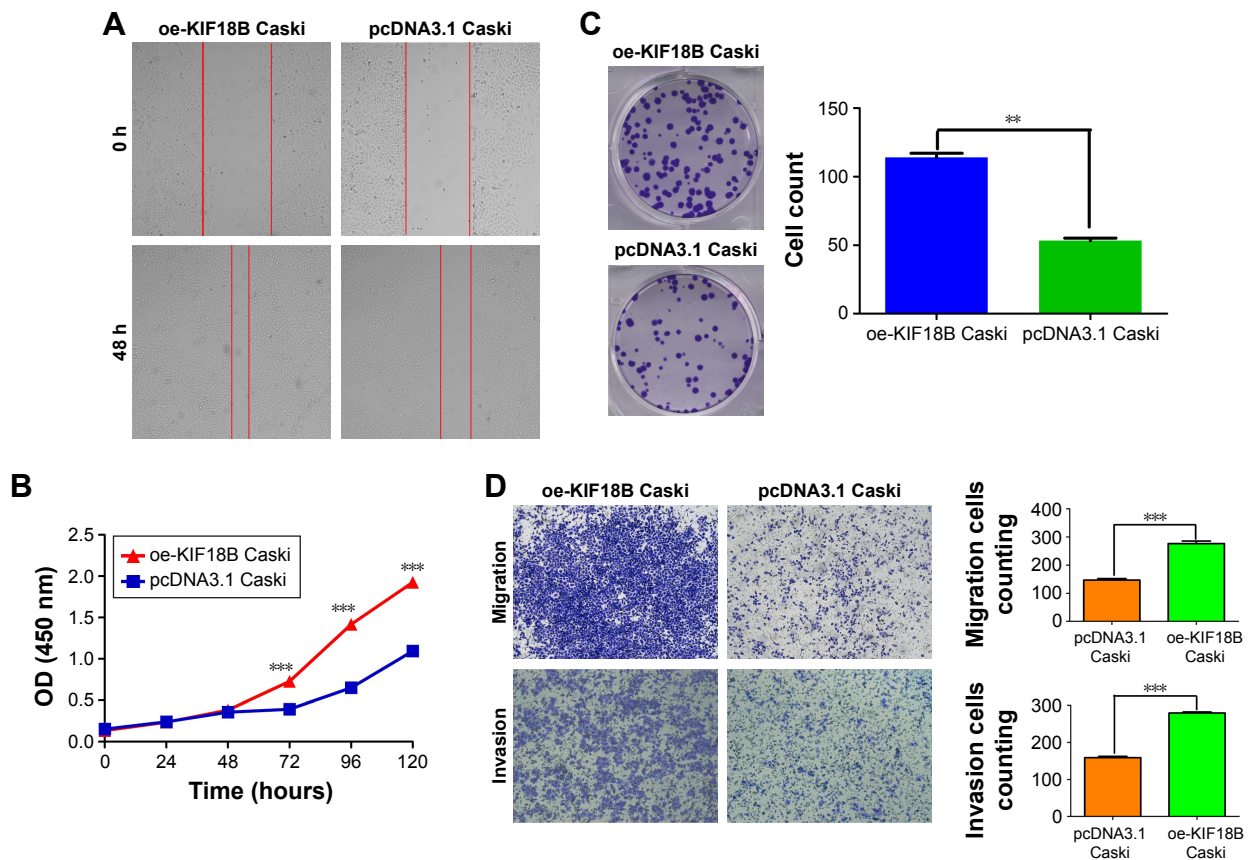 A
oe-KIF18B Caski
pcDNA3.1 Caski
0 h
48 h
C
oe-KIF18B Caski
pcDNA3.1 Caski
Cell count
150
100
50
0
**
oe-KIF18B Caski
pcDNA3.1 Caski
B
OD (450 nm)
2.5
2.0
1.5
1.0
0.5
0.0
oe-KIF18B Caski
pcDNA3.1 Caski
***
***
***
0
24
48
72
96
120
Time (hours)
D
oe-KIF18B Caski
pcDNA3.1 Caski
Migration
Invasion
Migration cells
counting
400
300
200
100
0
***
pcDNA3.1
Caski
oe-KIF18B
Caski
Invasion cells
counting
300
200
100
0
***
pcDNA3.1
Caski
oe-KIF18B
Caski